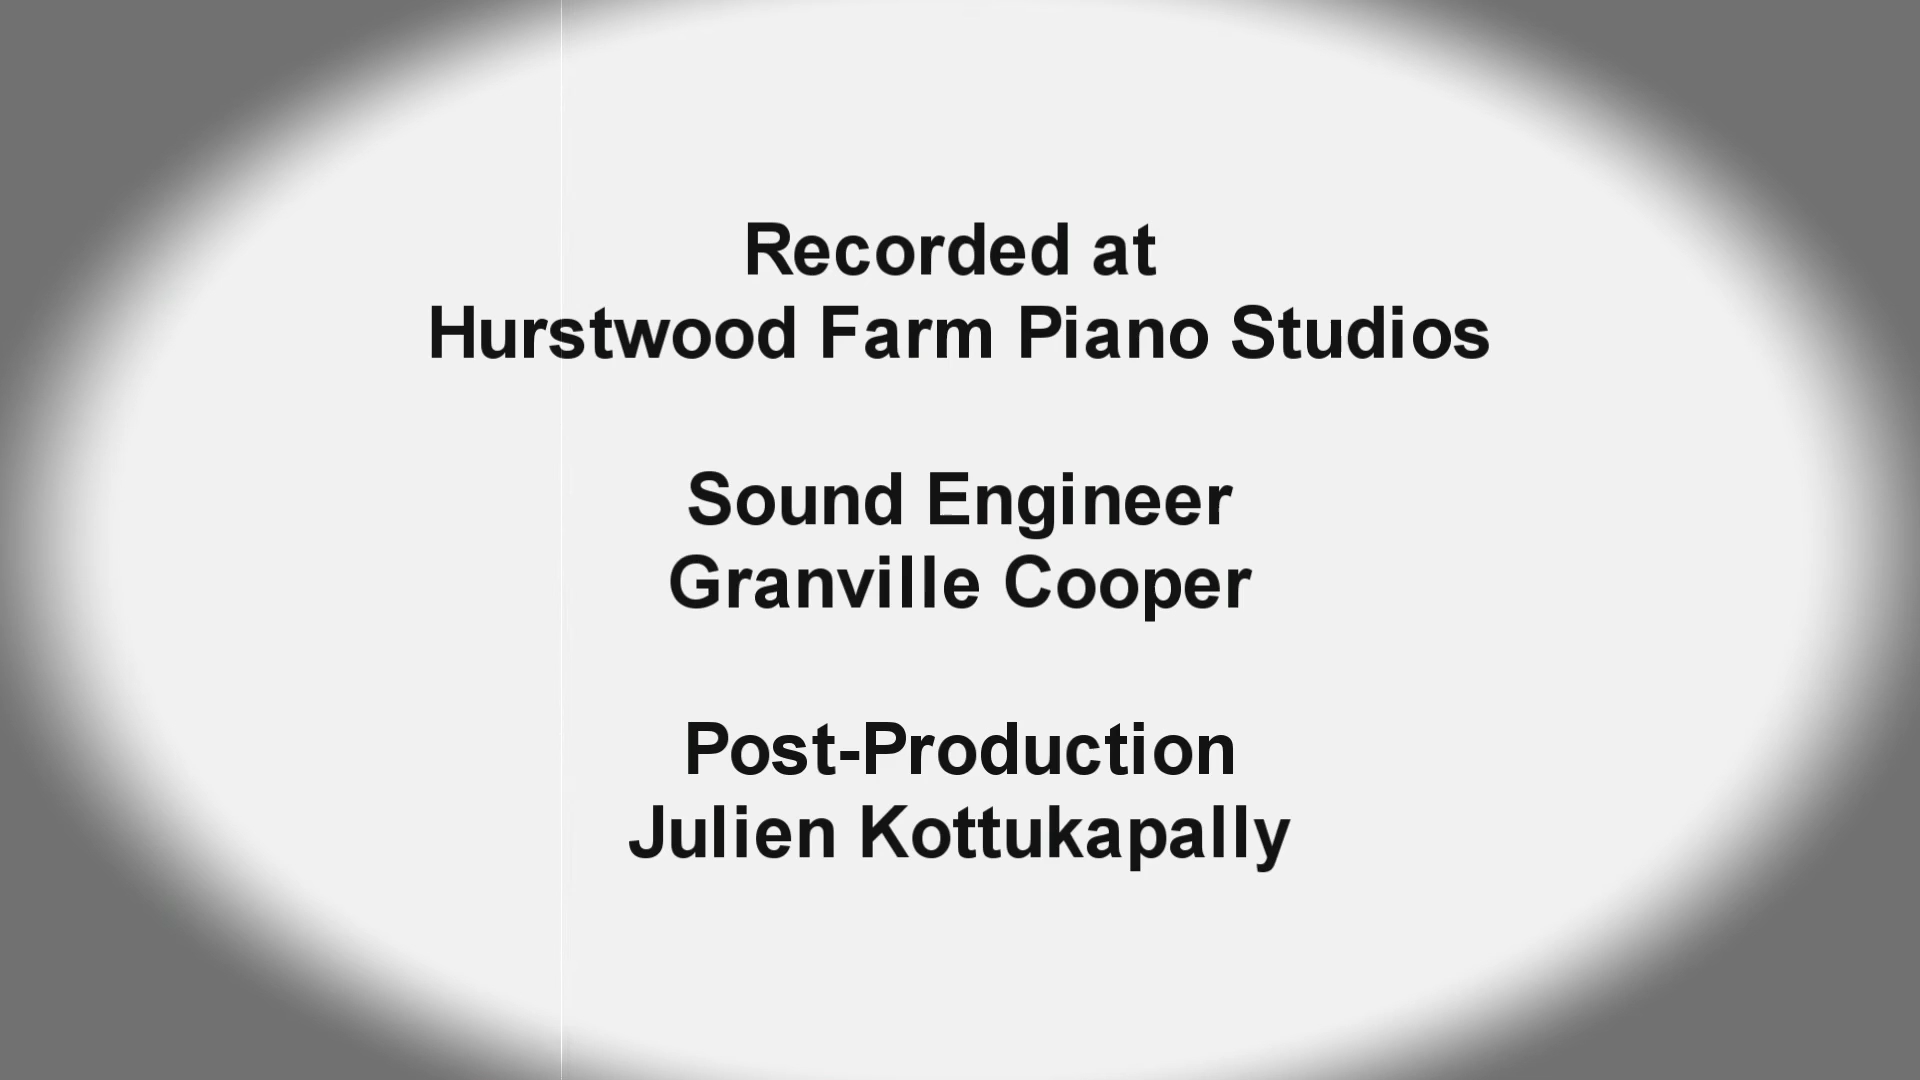 Recorded at
Hurstwood Farm Piano Studios
Sound Engineer
Granville Cooper
Post-Production
Julien Kottukapally